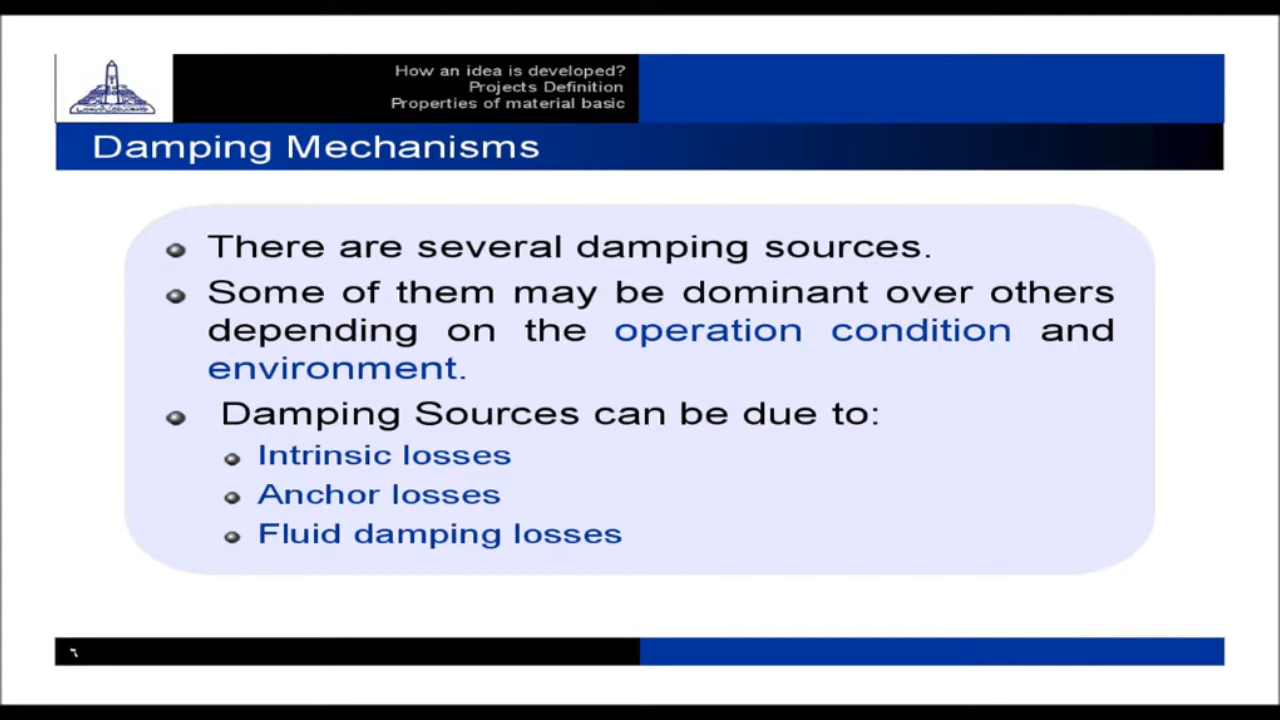 How an idea is developed?
Projects Definition
Properties of material basic
Damping Mechanisms
There are several damping sources.
Some of them may be dominant over others
depending on the operation condition and
environment.
Damping Sources can be due to:
Intrinsic losses
Anchor losses
Fluid damping losses
٦